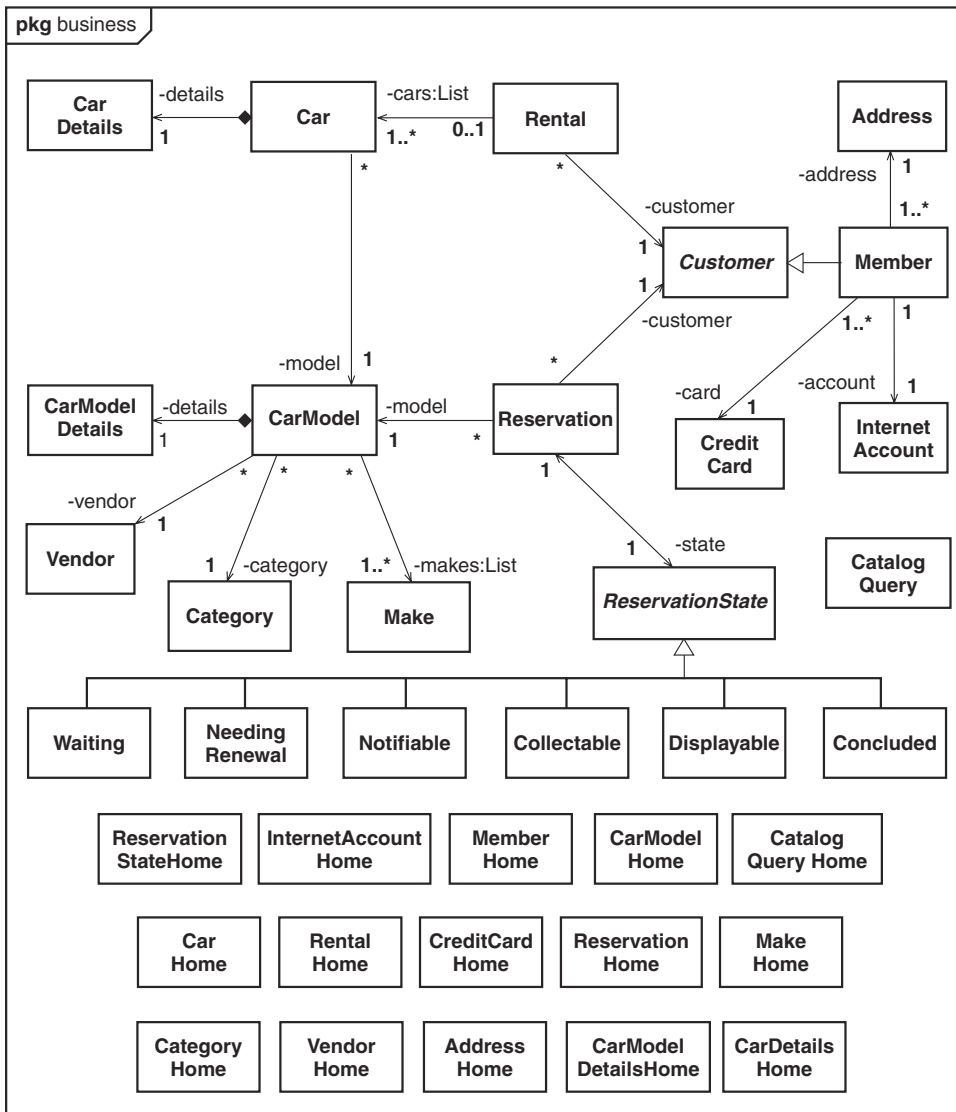 pkg business
-details
-cars:List
Car
Details
Car
Rental
Address
1
1..*
0..1
1
*
*
-address
-customer
1..*
1
Customer
Member
1
-customer
1..*
1
*
-model
1
-card
-account
1
CarModel
Details
-details
CarModel
-model
Reservation
1
Internet
Account
1
1
*
Credit
Card
*
*
*
1
-vendor
1
Vendor
1
-category
1..*
-makes:List
1
-state
Catalog
Query
Category
Make
ReservationState
Waiting
Needing
Renewal
Notifiable
Collectable
Displayable
Concluded
Reservation
StateHome
InternetAccount
Home
Member
Home
CarModel
Home
Catalog
Query Home
Car
Home
Rental
Home
CreditCard
Home
Reservation
Home
Make
Home
Category
Home
Vendor
Home
Address
Home
CarModel
DetailsHome
CarDetails
Home